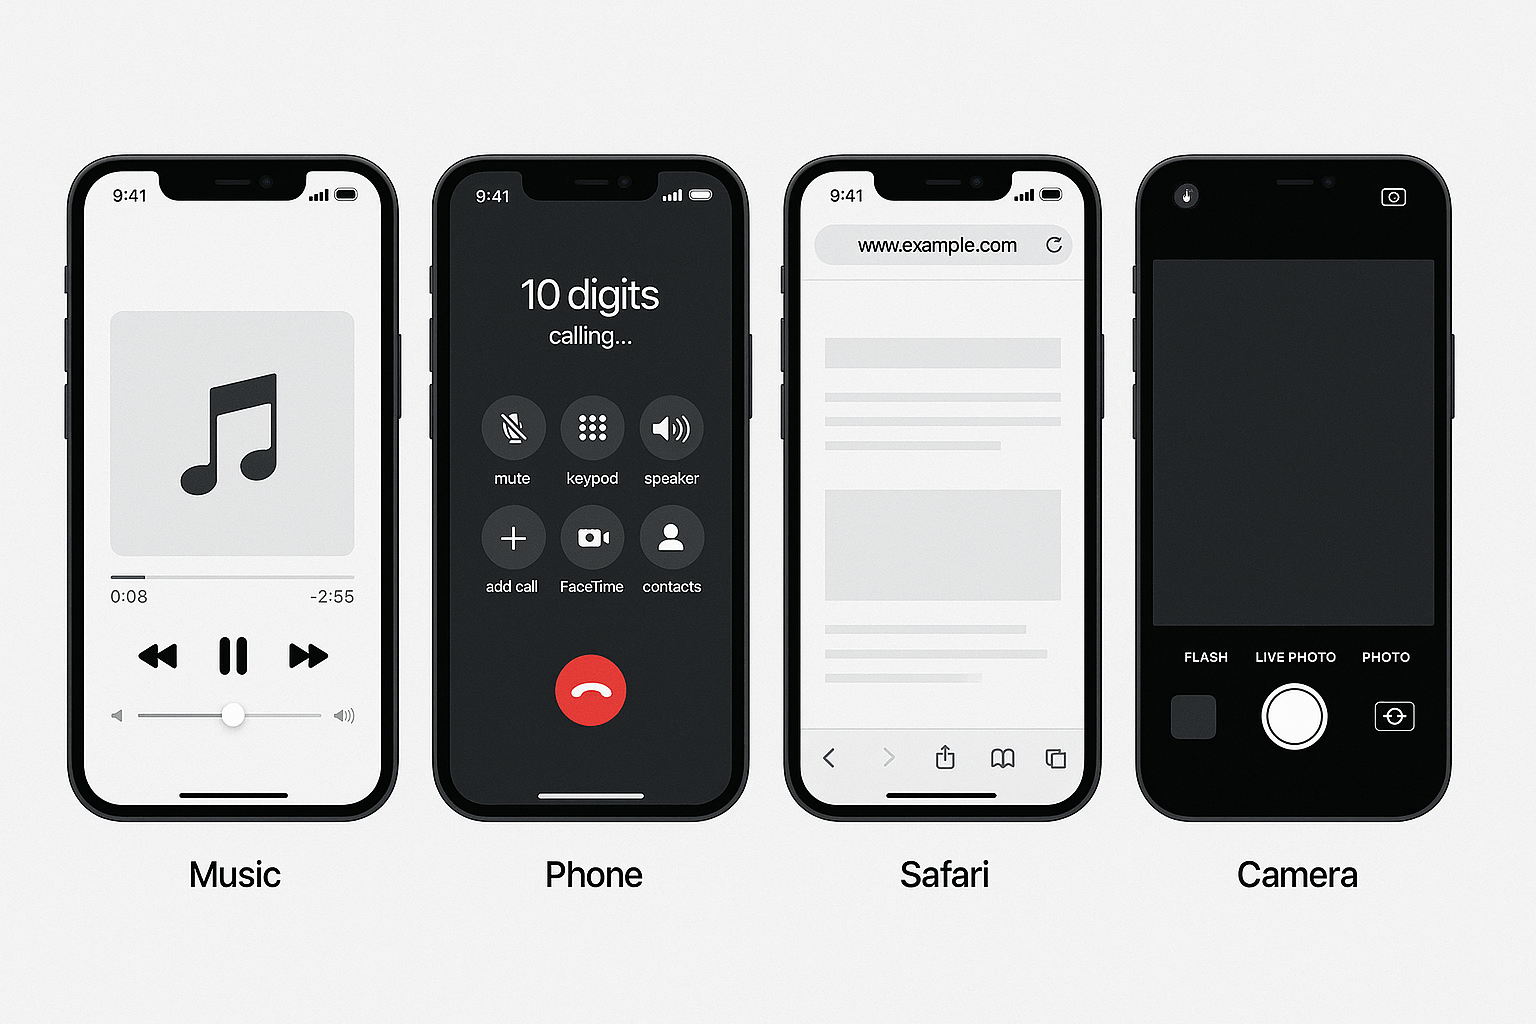 9:41
0:08
-2:55
Music
9:41
10 digits
calling...
mute
keypod
speaker
add call
FaceTime
contacts
Phone
9:41
www.example.com
Safari
FLASH
LIVE PHOTO
PHOTO
Camera